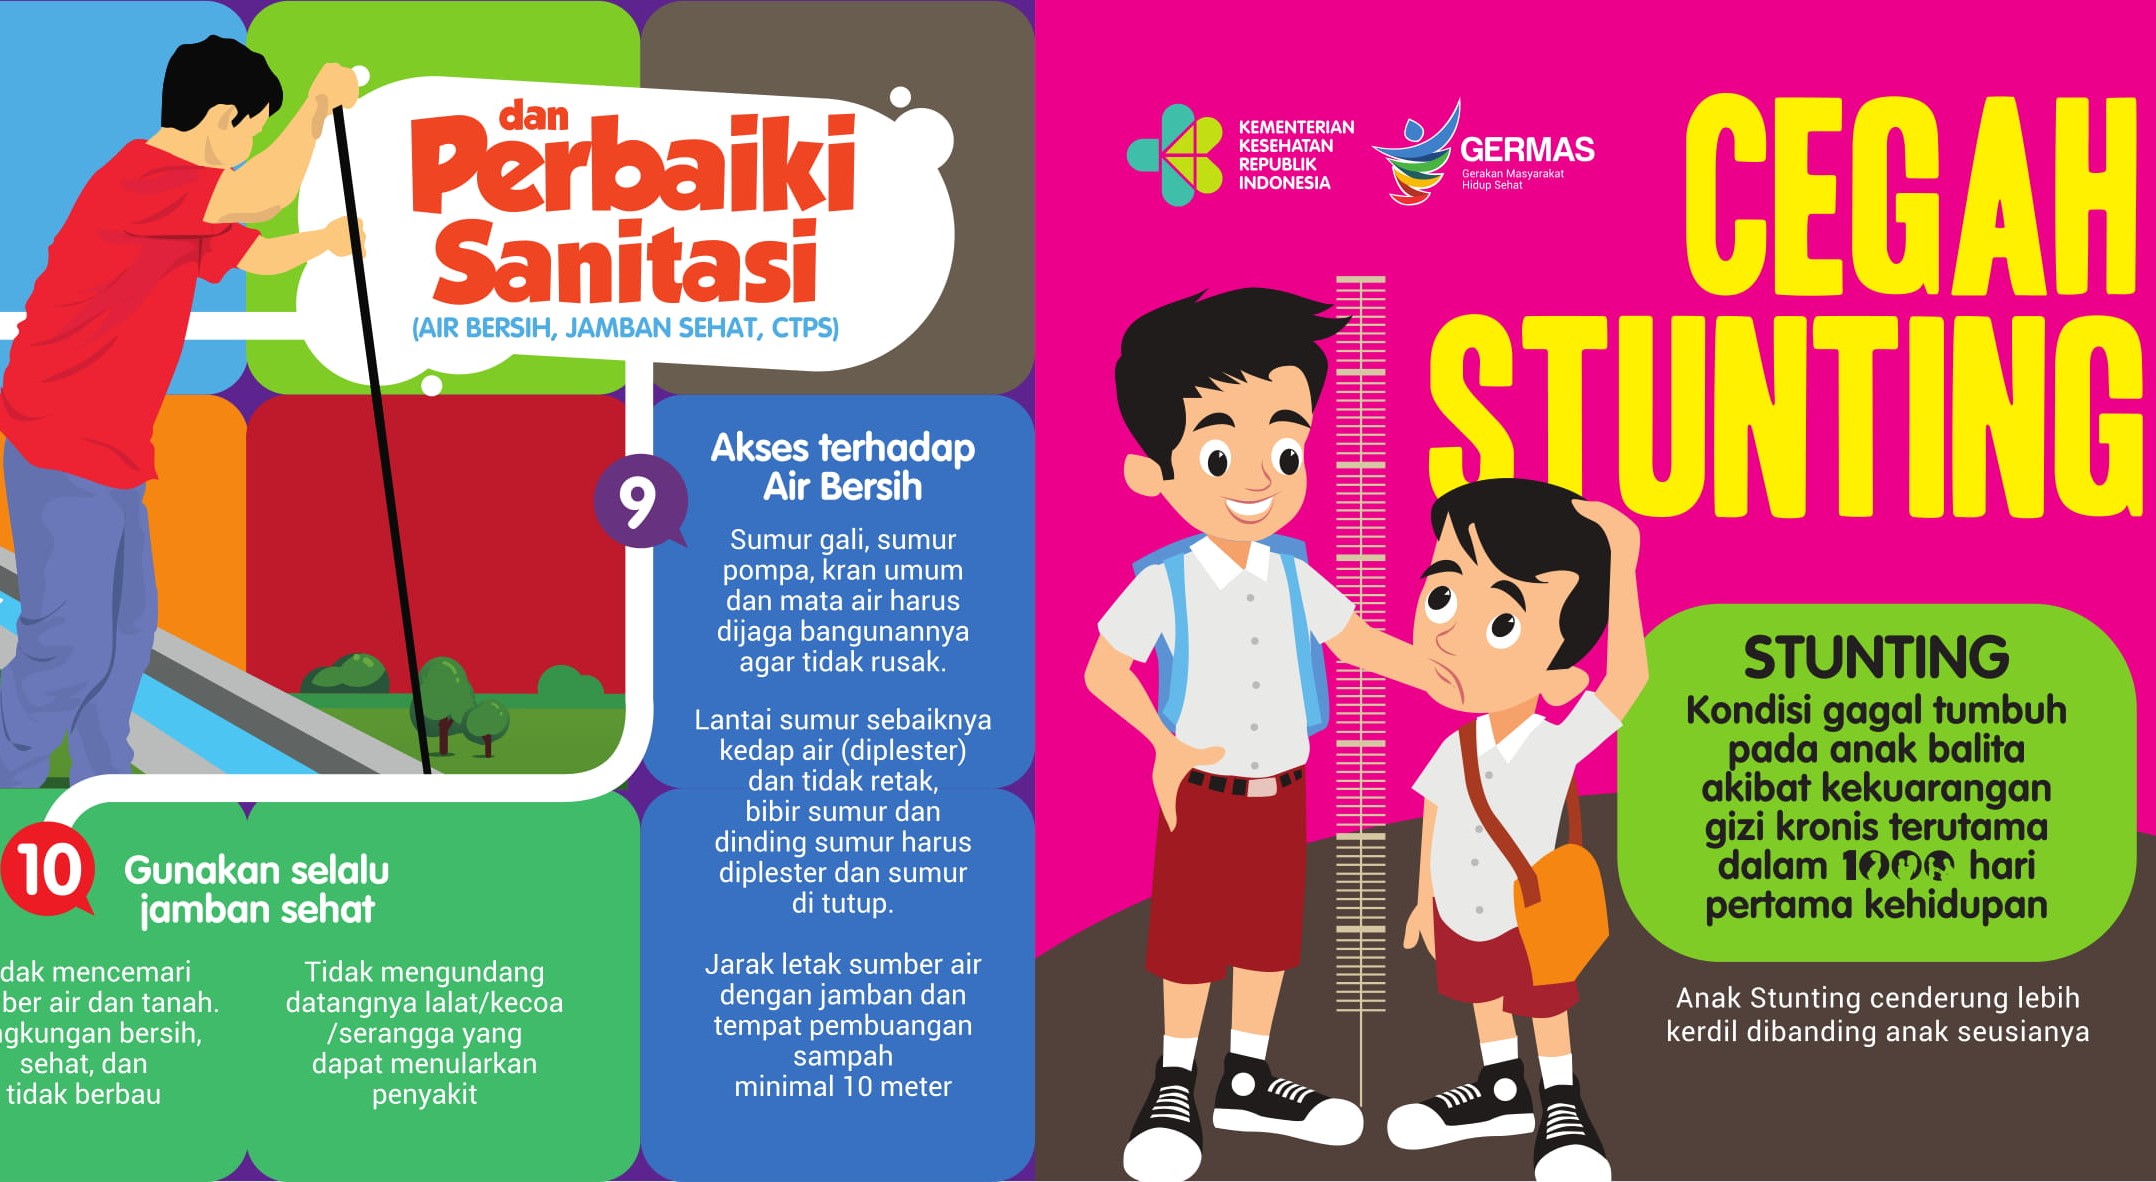 dan
Perbaiki
Sanitasi
(AIR BERSIH, JAMBAN SEHAT, CTPS)
9
Akses terhadap
Air Bersih
Sumur gali, sumur
pompa, kran umum
dan mata air harus
dijaga bangunannya
agar tidak rusak.
Lantai sumur sebaiknya
kedap air (diplester)
dan tidak retak,
bibir sumur dan
dinding sumur harus
diplester dan sumur
di tutup.
Jarak letak sumber air
dengan jamban dan
tempat pembuangan
sampah
minimal 10 meter
10
Gunakan selalu
jamban sehat
mencemari
air dan tanah.
bersih,
sehat, dan
tidak berbau
Tidak mengundang
datangnya lalat/kecoa
/serangga yang
dapat menularkan
penyakit
KEMENTERIAN
KESEHATAN
REPUBLIK
INDONESIA
GERMAS
Gerakan Masyarakat
Hidup Sehat
CEGAH
STUNTING
STUNTING
Kondisi gagal tumbuh
pada anak balita
akibat kekuarangan
gizi kronis terutama
dalam 1000 hari
pertama kehidupan
Anak Stunting cenderung lebih
kerdil dibanding anak seusianya